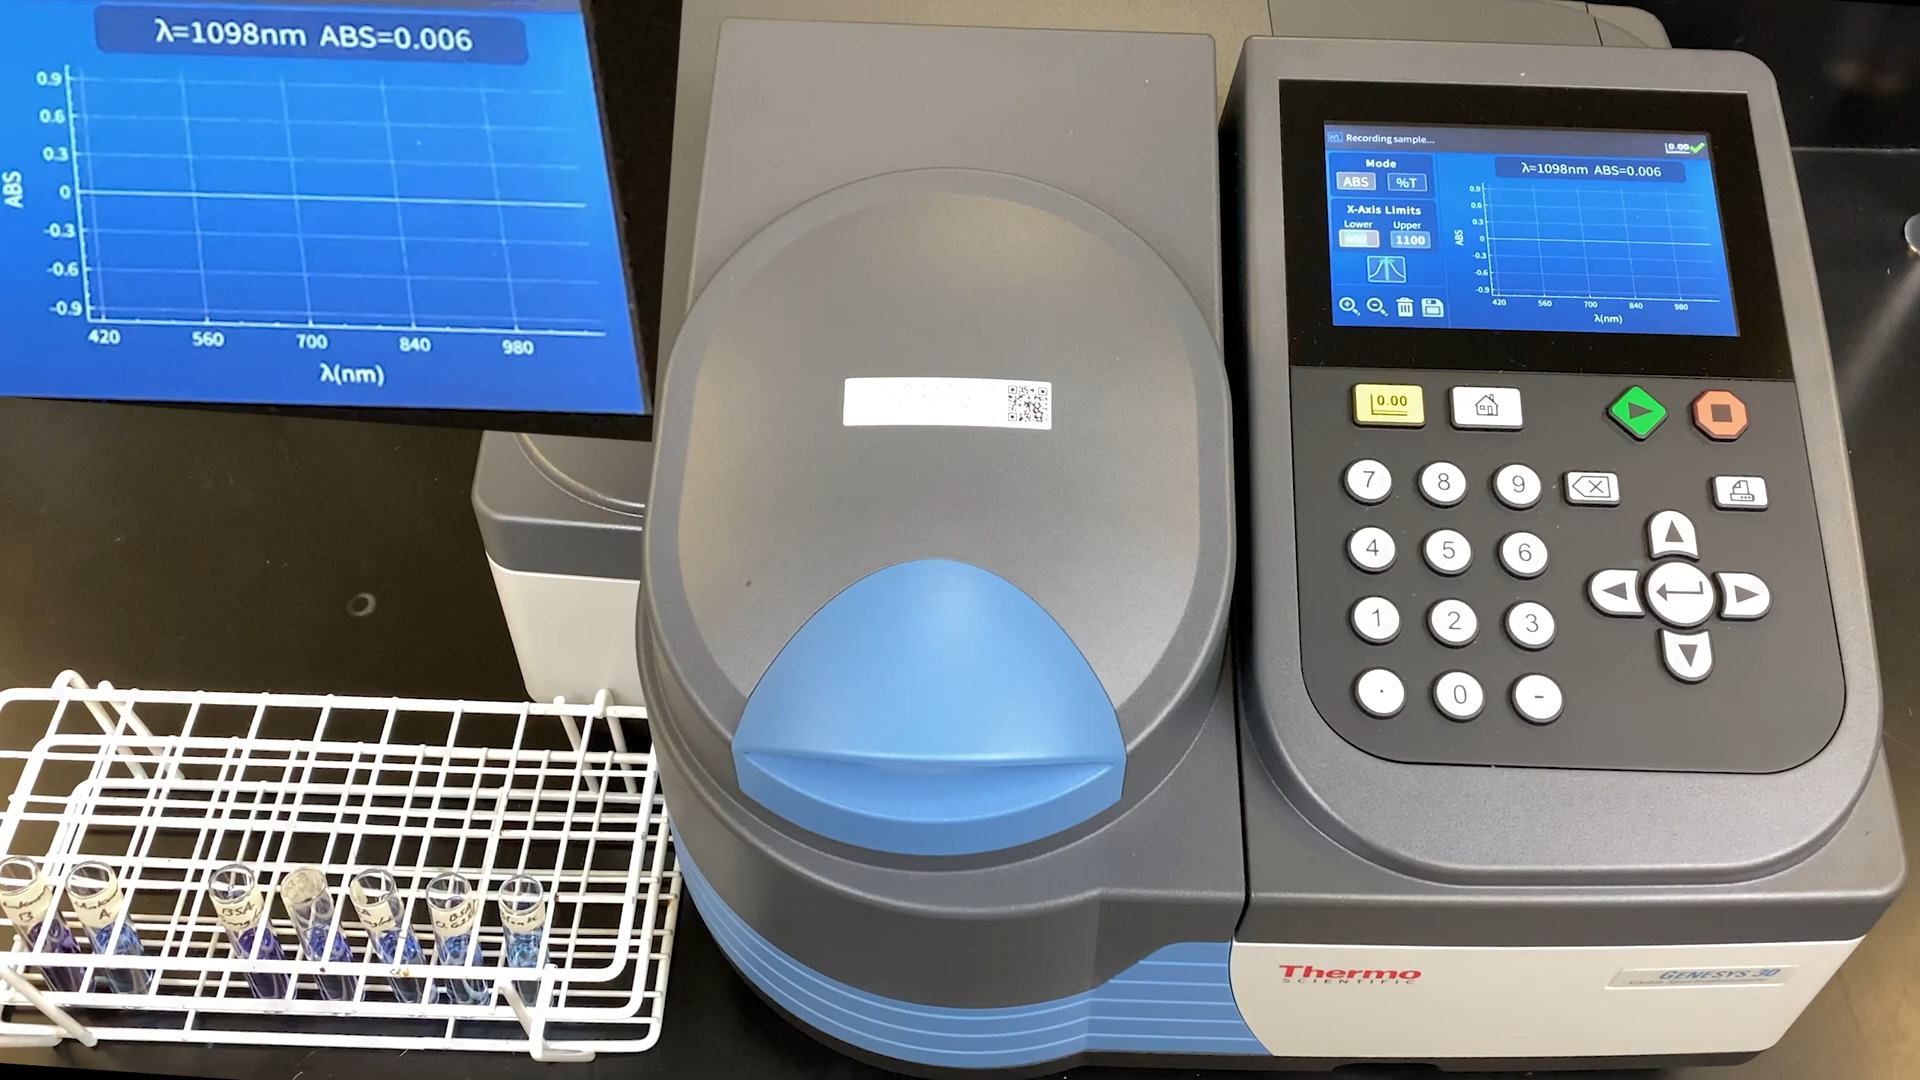 λ=1098nm ABS=0.006
0.9
0.6
0.3
0
-0.3
-0.6
-0.9
ABS
420 560 700 840 980
λ(nm)
Recording sample...
0.00
Mode
ABS %T
X-Axis Limits
Lower Upper
1100
λ=1098nm ABS=0.006
0.9
0.6
0.3
0
-0.3
-0.6
-0.9
ABS
420 560 700 840 980
λ(nm)
0.00
7 8 9
4 5 6
1 2 3
. 0 -
B
A
BSA
Thermo
SCIENTIFIC
GENESYS 30